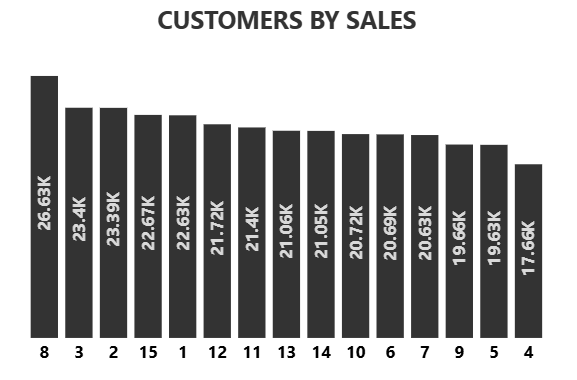 CUSTOMERS BY SALES
26.63K 23.4K 23.39K 22.67K 22.63K 21.72K 21.4K 21.06K 21.05K 20.72K 20.69K 20.63K 19.66K 19.63K 17.66K
8 3 2 15 1 12 11 13 14 10 6 7 9 5 4